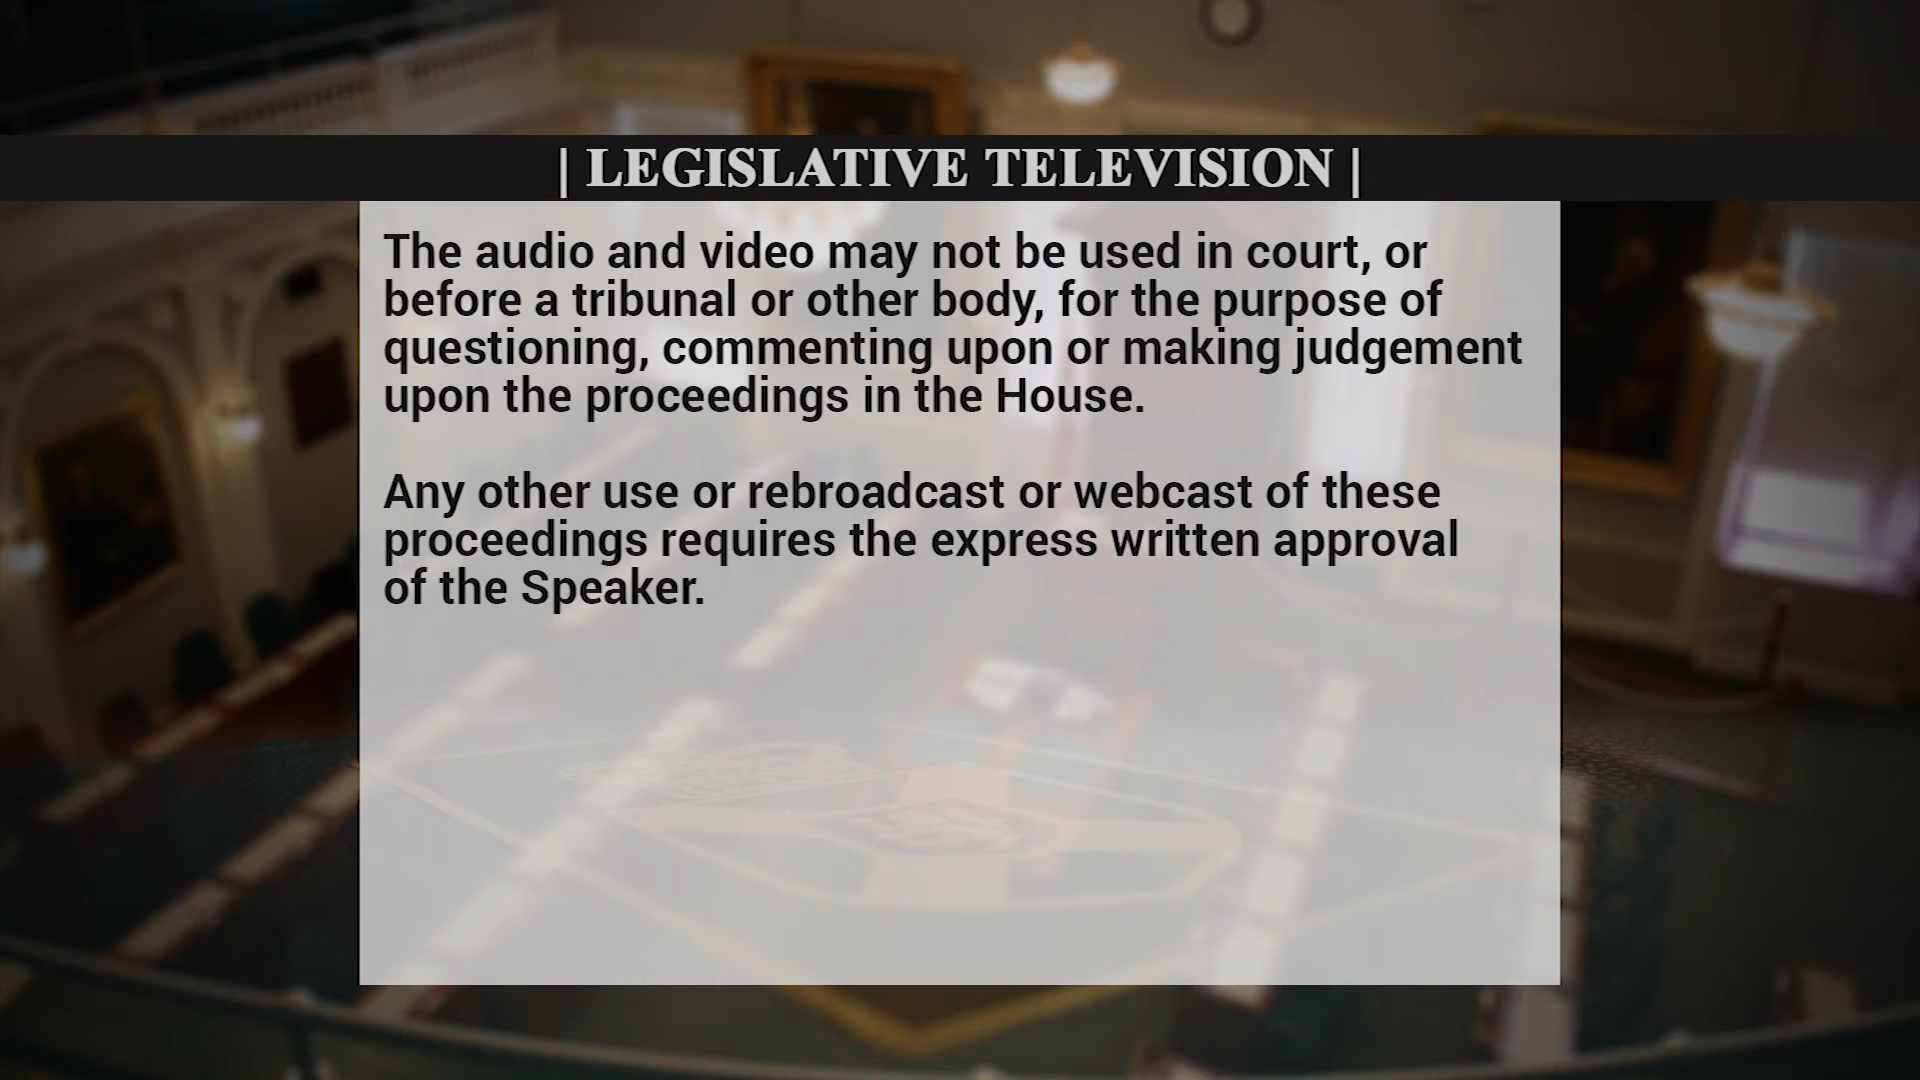 | LEGISLATIVE TELEVISION |
The audio and video may not be used in court, or
before a tribunal or other body, for the purpose of
questioning, commenting upon or making judgement
upon the proceedings in the House.
Any other use or rebroadcast or webcast of these
proceedings requires the express written approval
of the Speaker.